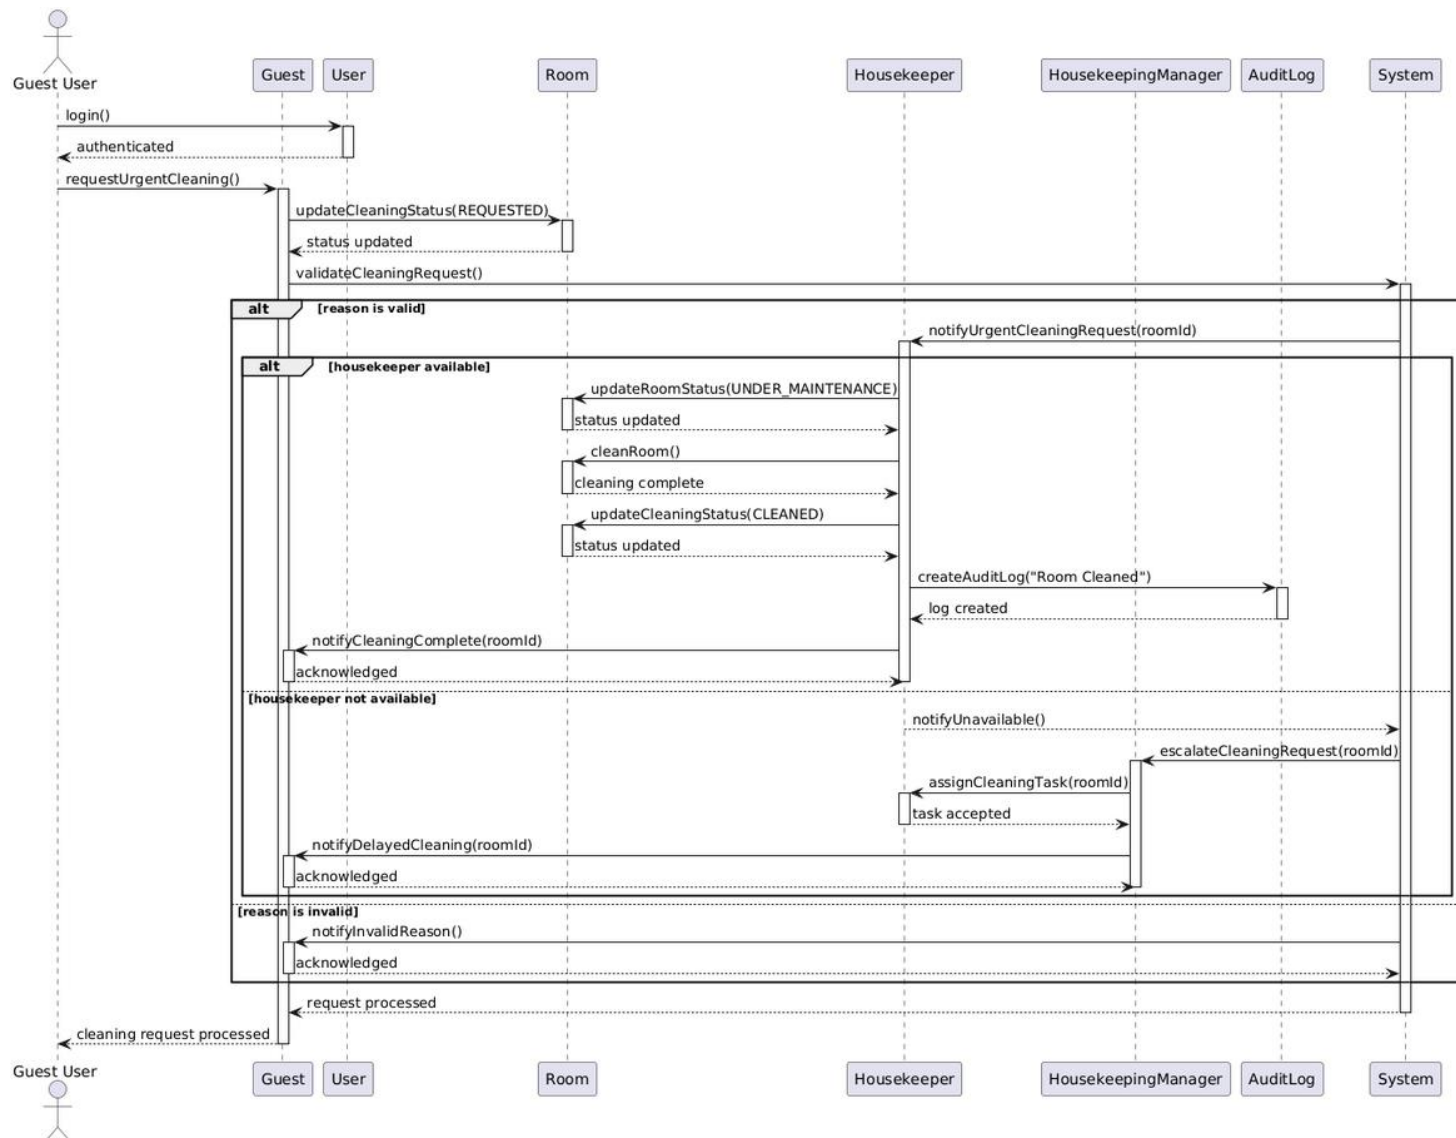 Guest User
Guest
User
Room
Housekeeper
HousekeepingManager
AuditLog
System
login()
authenticated
requestUrgentCleaning()
updateCleaningStatus(REQUESTED)
status updated
validateCleaningRequest()
alt [reason is valid]
notifyUrgentCleaningRequest(roomId)
alt [housekeeper available]
updateRoomStatus(UNDER_MAINTENANCE)
status updated
cleanRoom()
cleaning complete
updateCleaningStatus(CLEANED)
status updated
createAuditLog("Room Cleaned")
log created
notifyCleaningComplete(roomId)
acknowledged
[housekeeper not available]
notifyUnavailable()
escalateCleaningRequest(roomId)
assignCleaningTask(roomId)
task accepted
notifyDelayedCleaning(roomId)
acknowledged
[reason is invalid]
notifyInvalidReason()
acknowledged
request processed
cleaning request processed
Guest User
Guest
User
Room
Housekeeper
HousekeepingManager
AuditLog
System